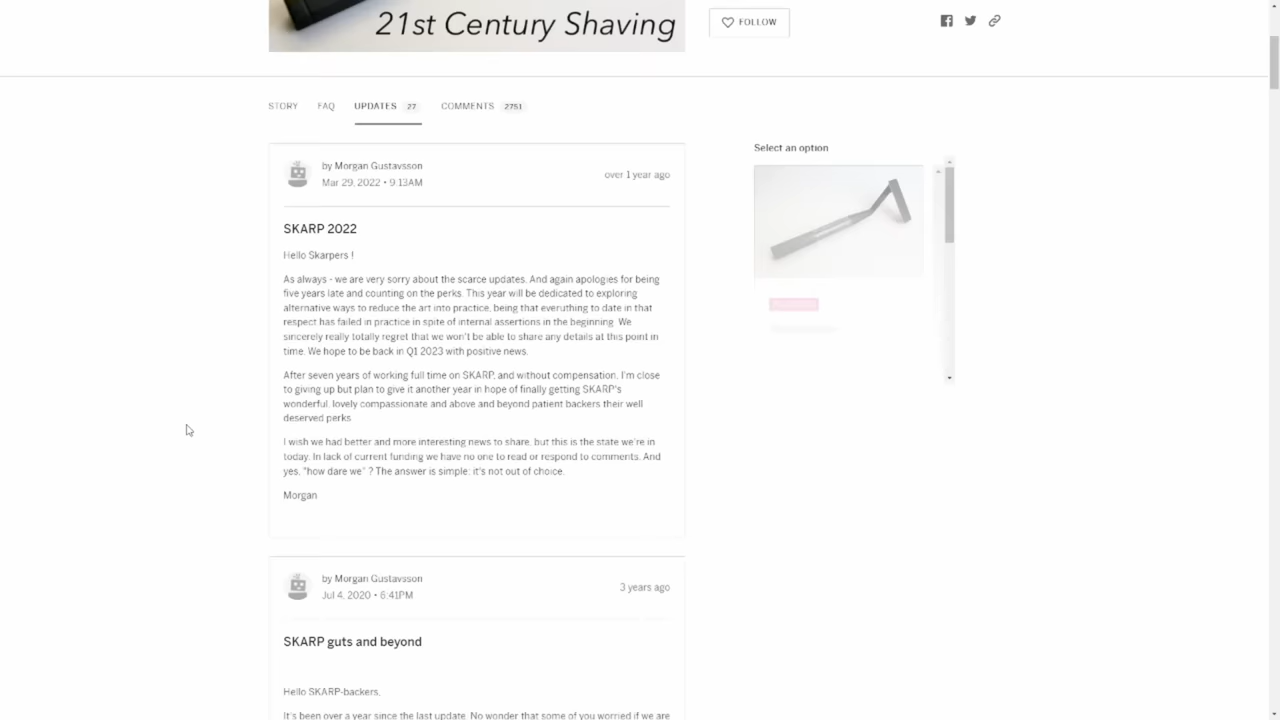 21st Century Shaving
FOLLOW
STORY FAQ UPDATES 27 COMMENTS 2751
by Morgan Gustavsson
Mar 29, 2022 • 9:13AM
over 1 year ago
SKARP 2022
Hello Skarpers !
As always - we are very sorry about the scarce updates. And again apologies for being
five years late and counting on the perks. This year will be dedicated to exploring
alternative ways to reduce the art into practice, being that everuthing to date in that
respect has failed in practice in spite of internal assertions in the beginning. We
sincerely really totally regret that we won't be able to share any details at this point in
time. We hope to be back in Q1 2023 with positive news.
After seven years of working full time on SKARP, and without compensation, I'm close
to giving up but plan to give it another year in hope of finally getting SKARP's
wonderful, lovely compassionate and above and beyond patient backers their well
deserved perks
I wish we had better and more interesting news to share, but this is the state we're in
today. In lack of current funding we have no one to read or respond to comments. And
yes, "how dare we" ? The answer is simple: it's not out of choice.
Morgan
by Morgan Gustavsson
Jul 4, 2020 • 6:41PM
3 years ago
SKARP guts and beyond
Hello SKARP-backers,
It's been over a year since the last update. No wonder that some of you worried if we are
Select an option